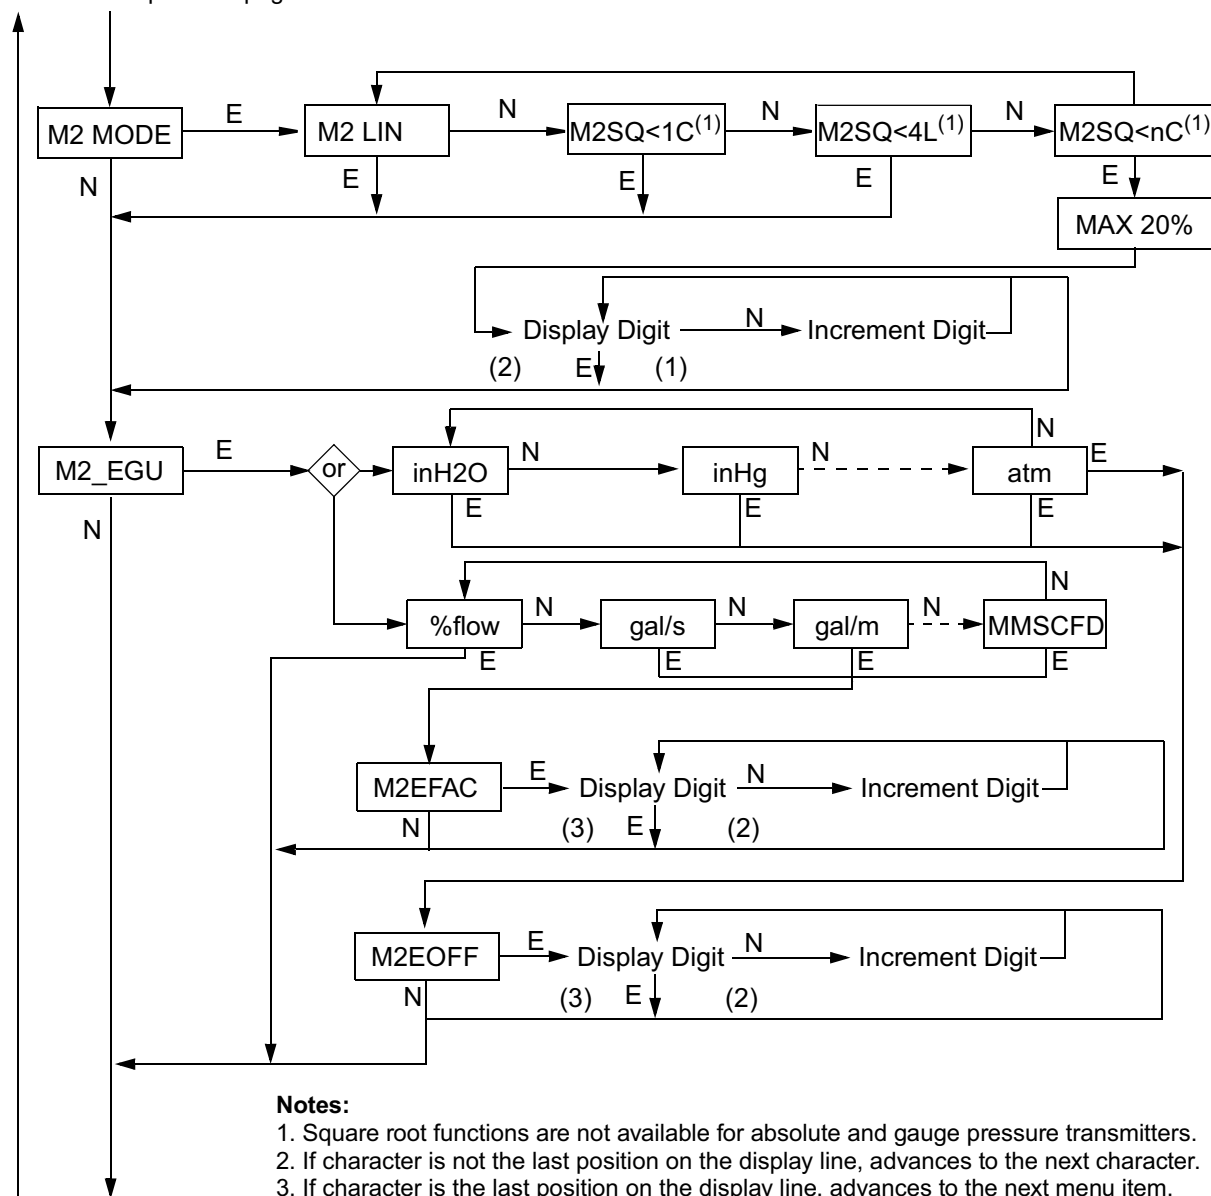 M2 MODE E M2 LIN N M2SQ<1C(1) N M2SQ<4L(1) N M2SQ<nC(1)
N E E E E
MAX 20%
Display Digit N Increment Digit
(2) E (1)
M2_EGU E or inH2O N inHg N atm N E
N E E E
%flow N gal/s N gal/m N MMSCFD N
E E E E
M2EFAC E Display Digit N Increment Digit
N (3) E (2)
M2EOFF E Display Digit N Increment Digit
N (3) E (2)
Notes:
1. Square root functions are not available for absolute and gauge pressure transmitters.
2. If character is not the last position on the display line, advances to the next character.
3. If character is the last position on the display line, advances to the next menu item.